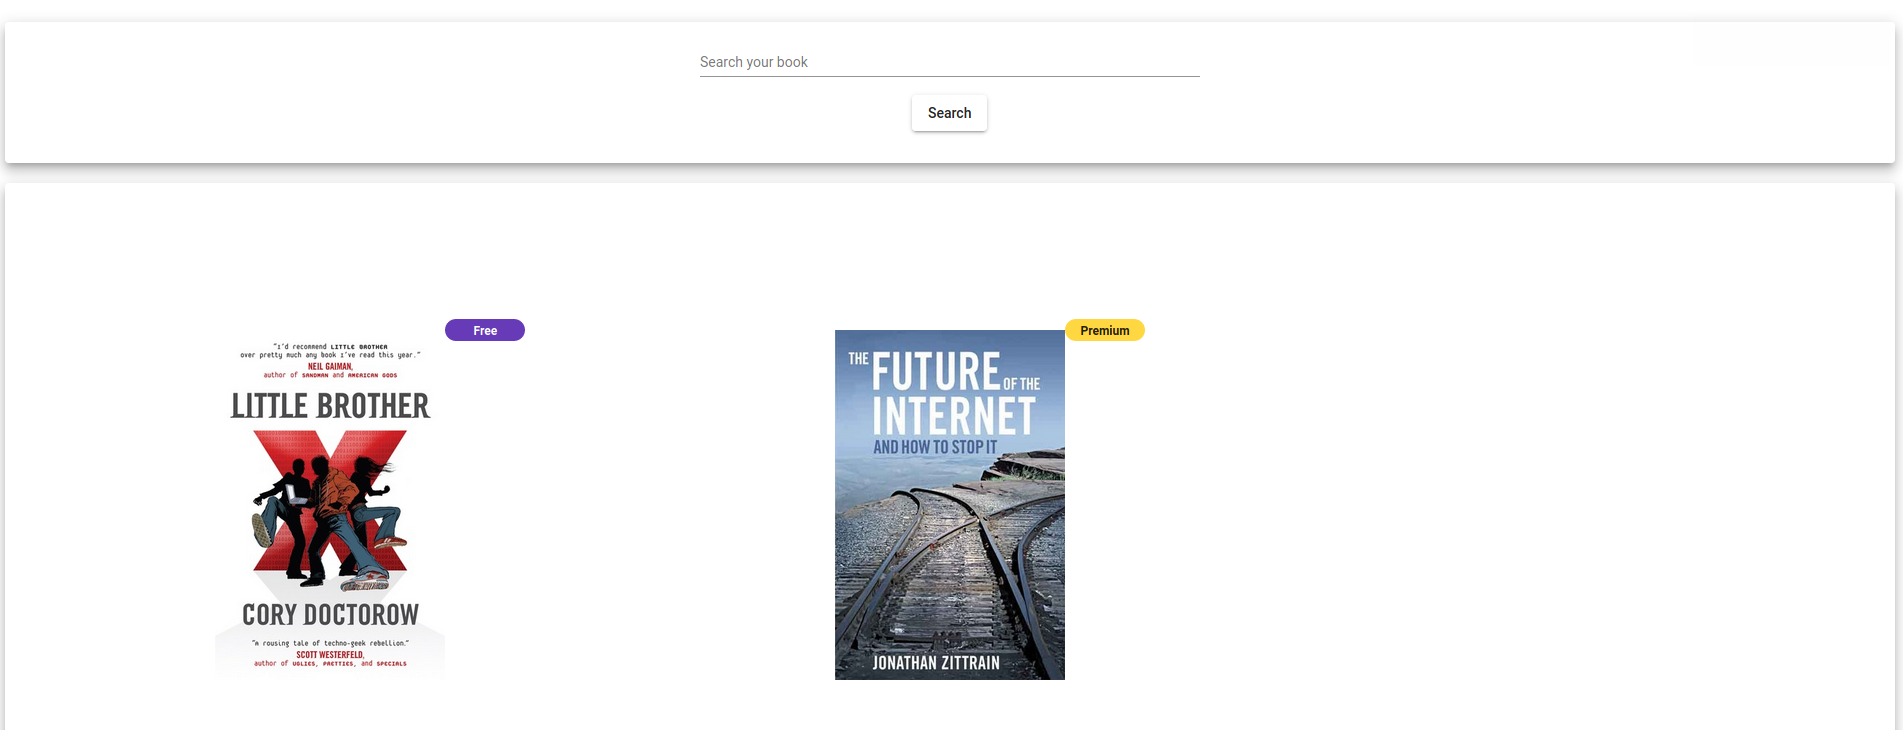 Search your book
Search
Free
"I'd recommend LITTLE BROTHER
over pretty much any book I've read this year."
NEIL GAIMAN,
author of SANDMAN and AMERICAN GODS
LITTLE BROTHER
X
CORY DOCTOROW
"A rousing tale of techno-geek rebellion."
SCOTT WESTERFELD,
author of UGLIES, PRETTIES, and SPECIALS
Premium
THE FUTURE OF THE
INTERNET
AND HOW TO STOP IT
JONATHAN ZITTRAIN